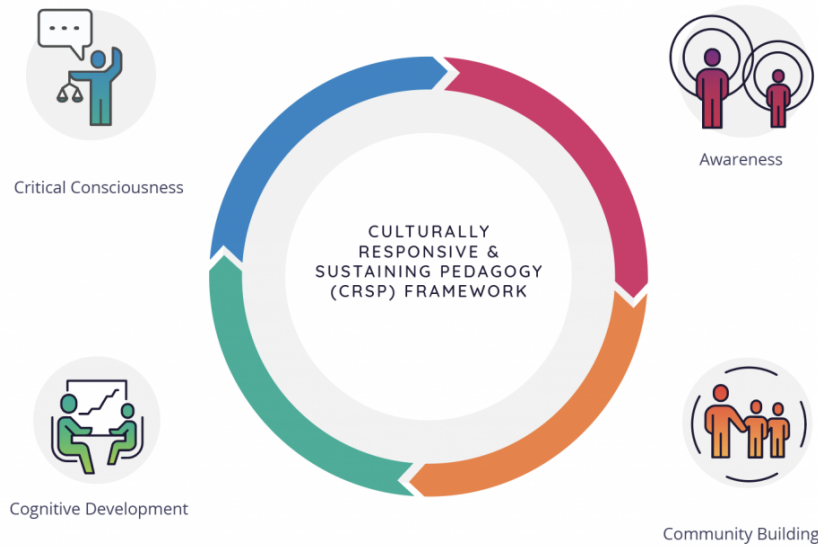 Critical Consciousness
Awareness
CULTURALLY
RESPONSIVE &
SUSTAINING PEDAGOGY
(CRSP) FRAMEWORK
Cognitive Development
Community Building